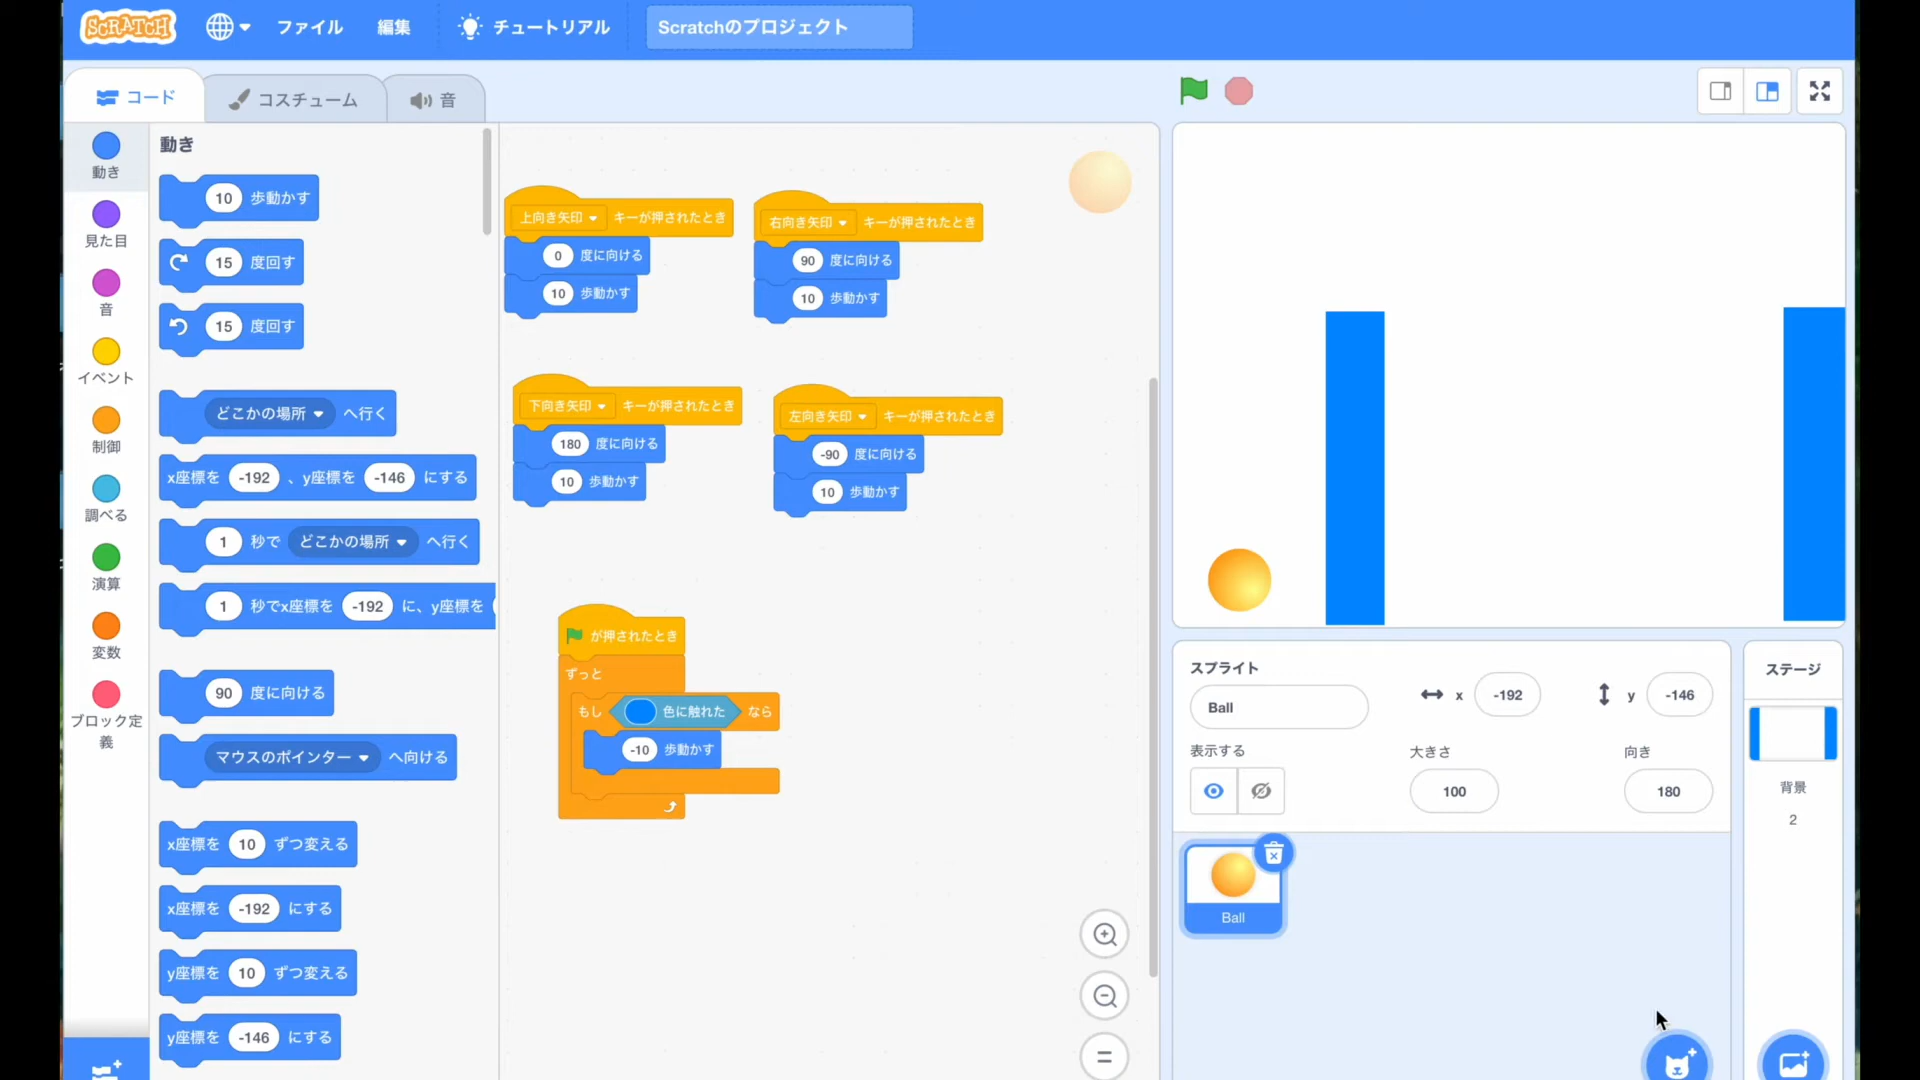 SCRATCH
ファイル
編集
チュートリアル
Scratchのプロジェクト
コード
コスチューム
音
動き
見た目
音
イベント
制御
調べる
演算
変数
ブロック定
義
動き
10 歩動かす
15 度回す
15 度回す
どこかの場所 へ行く
x座標を -192 、y座標を -146 にする
1 秒で どこかの場所 へ行く
1 秒でx座標を -192 に、y座標を
90 度に向ける
マウスのポインター へ向ける
x座標を 10 ずつ変える
x座標を -192 にする
y座標を 10 ずつ変える
y座標を -146 にする
上向き矢印 キーが押されたとき
0 度に向ける
10 歩動かす
右向き矢印 キーが押されたとき
90 度に向ける
10 歩動かす
下向き矢印 キーが押されたとき
180 度に向ける
10 歩動かす
左向き矢印 キーが押されたとき
-90 度に向ける
10 歩動かす
が押されたとき
ずっと
もし 色に触れた なら
-10 歩動かす
スプライト
Ball
x -192
y -146
表示する
大きさ
100
向き
180
Ball
ステージ
背景
2